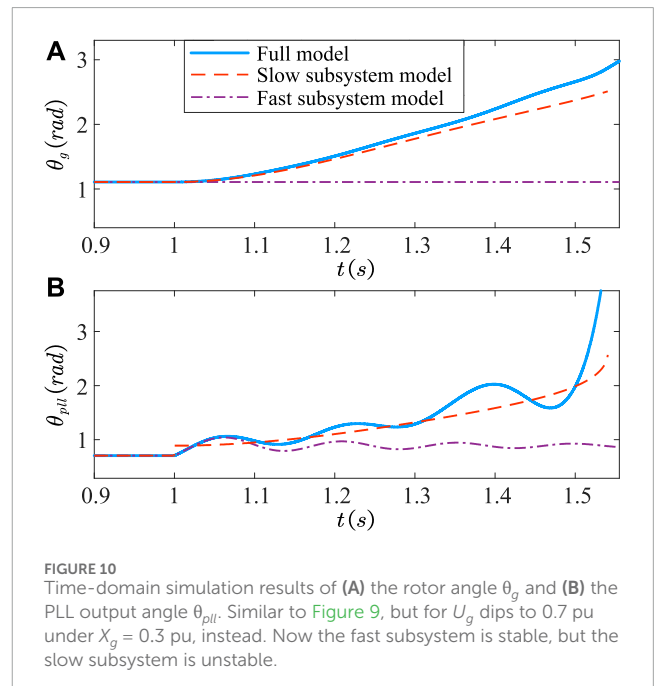 A
Full model
Slow subsystem model
Fast subsystem model
θg (rad)
3
2
1
0.9 1 1.1 1.2 1.3 1.4 1.5
t(s)
B
θpll (rad)
3
2
1
0.9 1 1.1 1.2 1.3 1.4 1.5
t(s)
FIGURE 10
Time-domain simulation results of (A) the rotor angle θg and (B) the
PLL output angle θpll. Similar to Figure 9, but for Ug dips to 0.7 pu
under Xg = 0.3 pu, instead. Now the fast subsystem is stable, but the
slow subsystem is unstable.